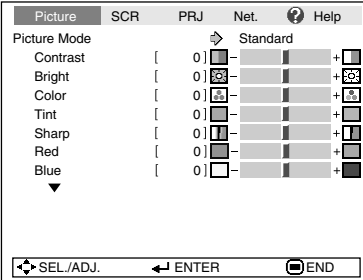 Picture SCR PRJ Net. ? Help
Picture Mode Standard
Contrast [ 0 ] - +
Bright [ 0 ] - +
Color [ 0 ] - +
Tint [ 0 ] - +
Sharp [ 0 ] - +
Red [ 0 ] - +
Blue [ 0 ] - +
SEL./ADJ. ENTER END